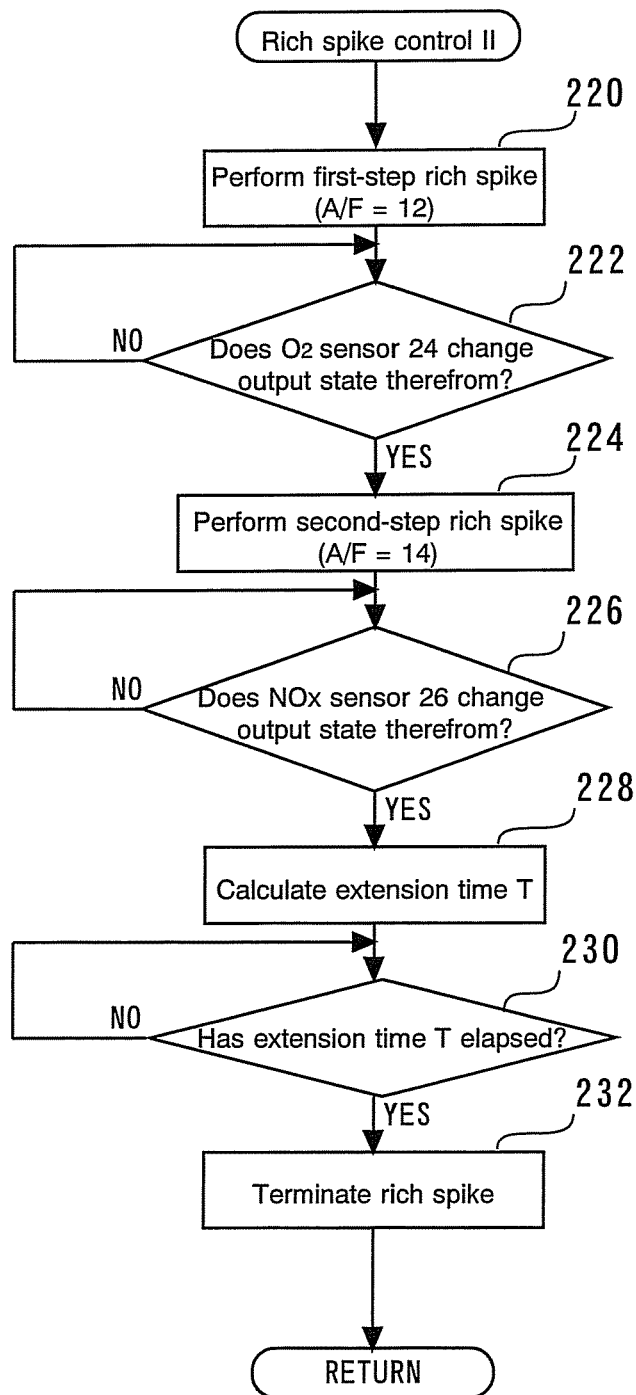 Rich spike control II
220
Perform first-step rich spike
(A/F = 12)
222
NO
Does O2 sensor 24 change
output state therefrom?
YES
224
Perform second-step rich spike
(A/F = 14)
226
NO
Does NOx sensor 26 change
output state therefrom?
YES
228
Calculate extension time T
230
NO
Has extension time T elapsed?
YES
232
Terminate rich spike
RETURN